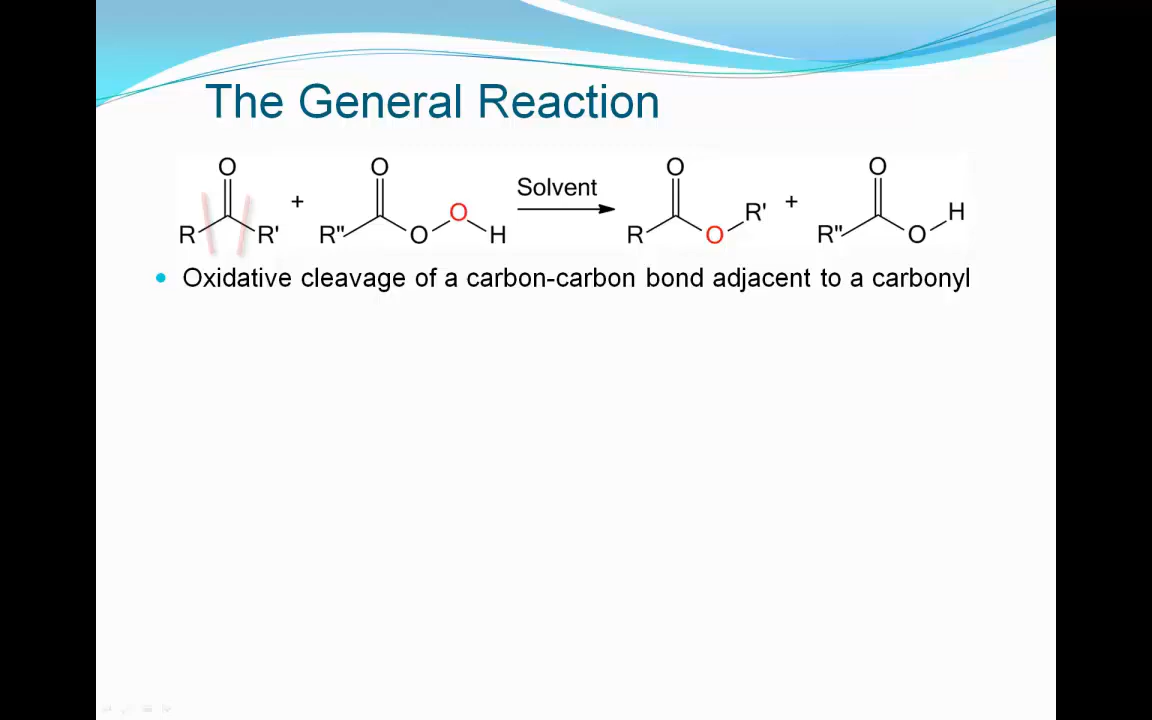 The General Reaction
O O O O
R R' + R" O O H Solvent R O R' + R" O H
• Oxidative cleavage of a carbon-carbon bond adjacent to a carbonyl